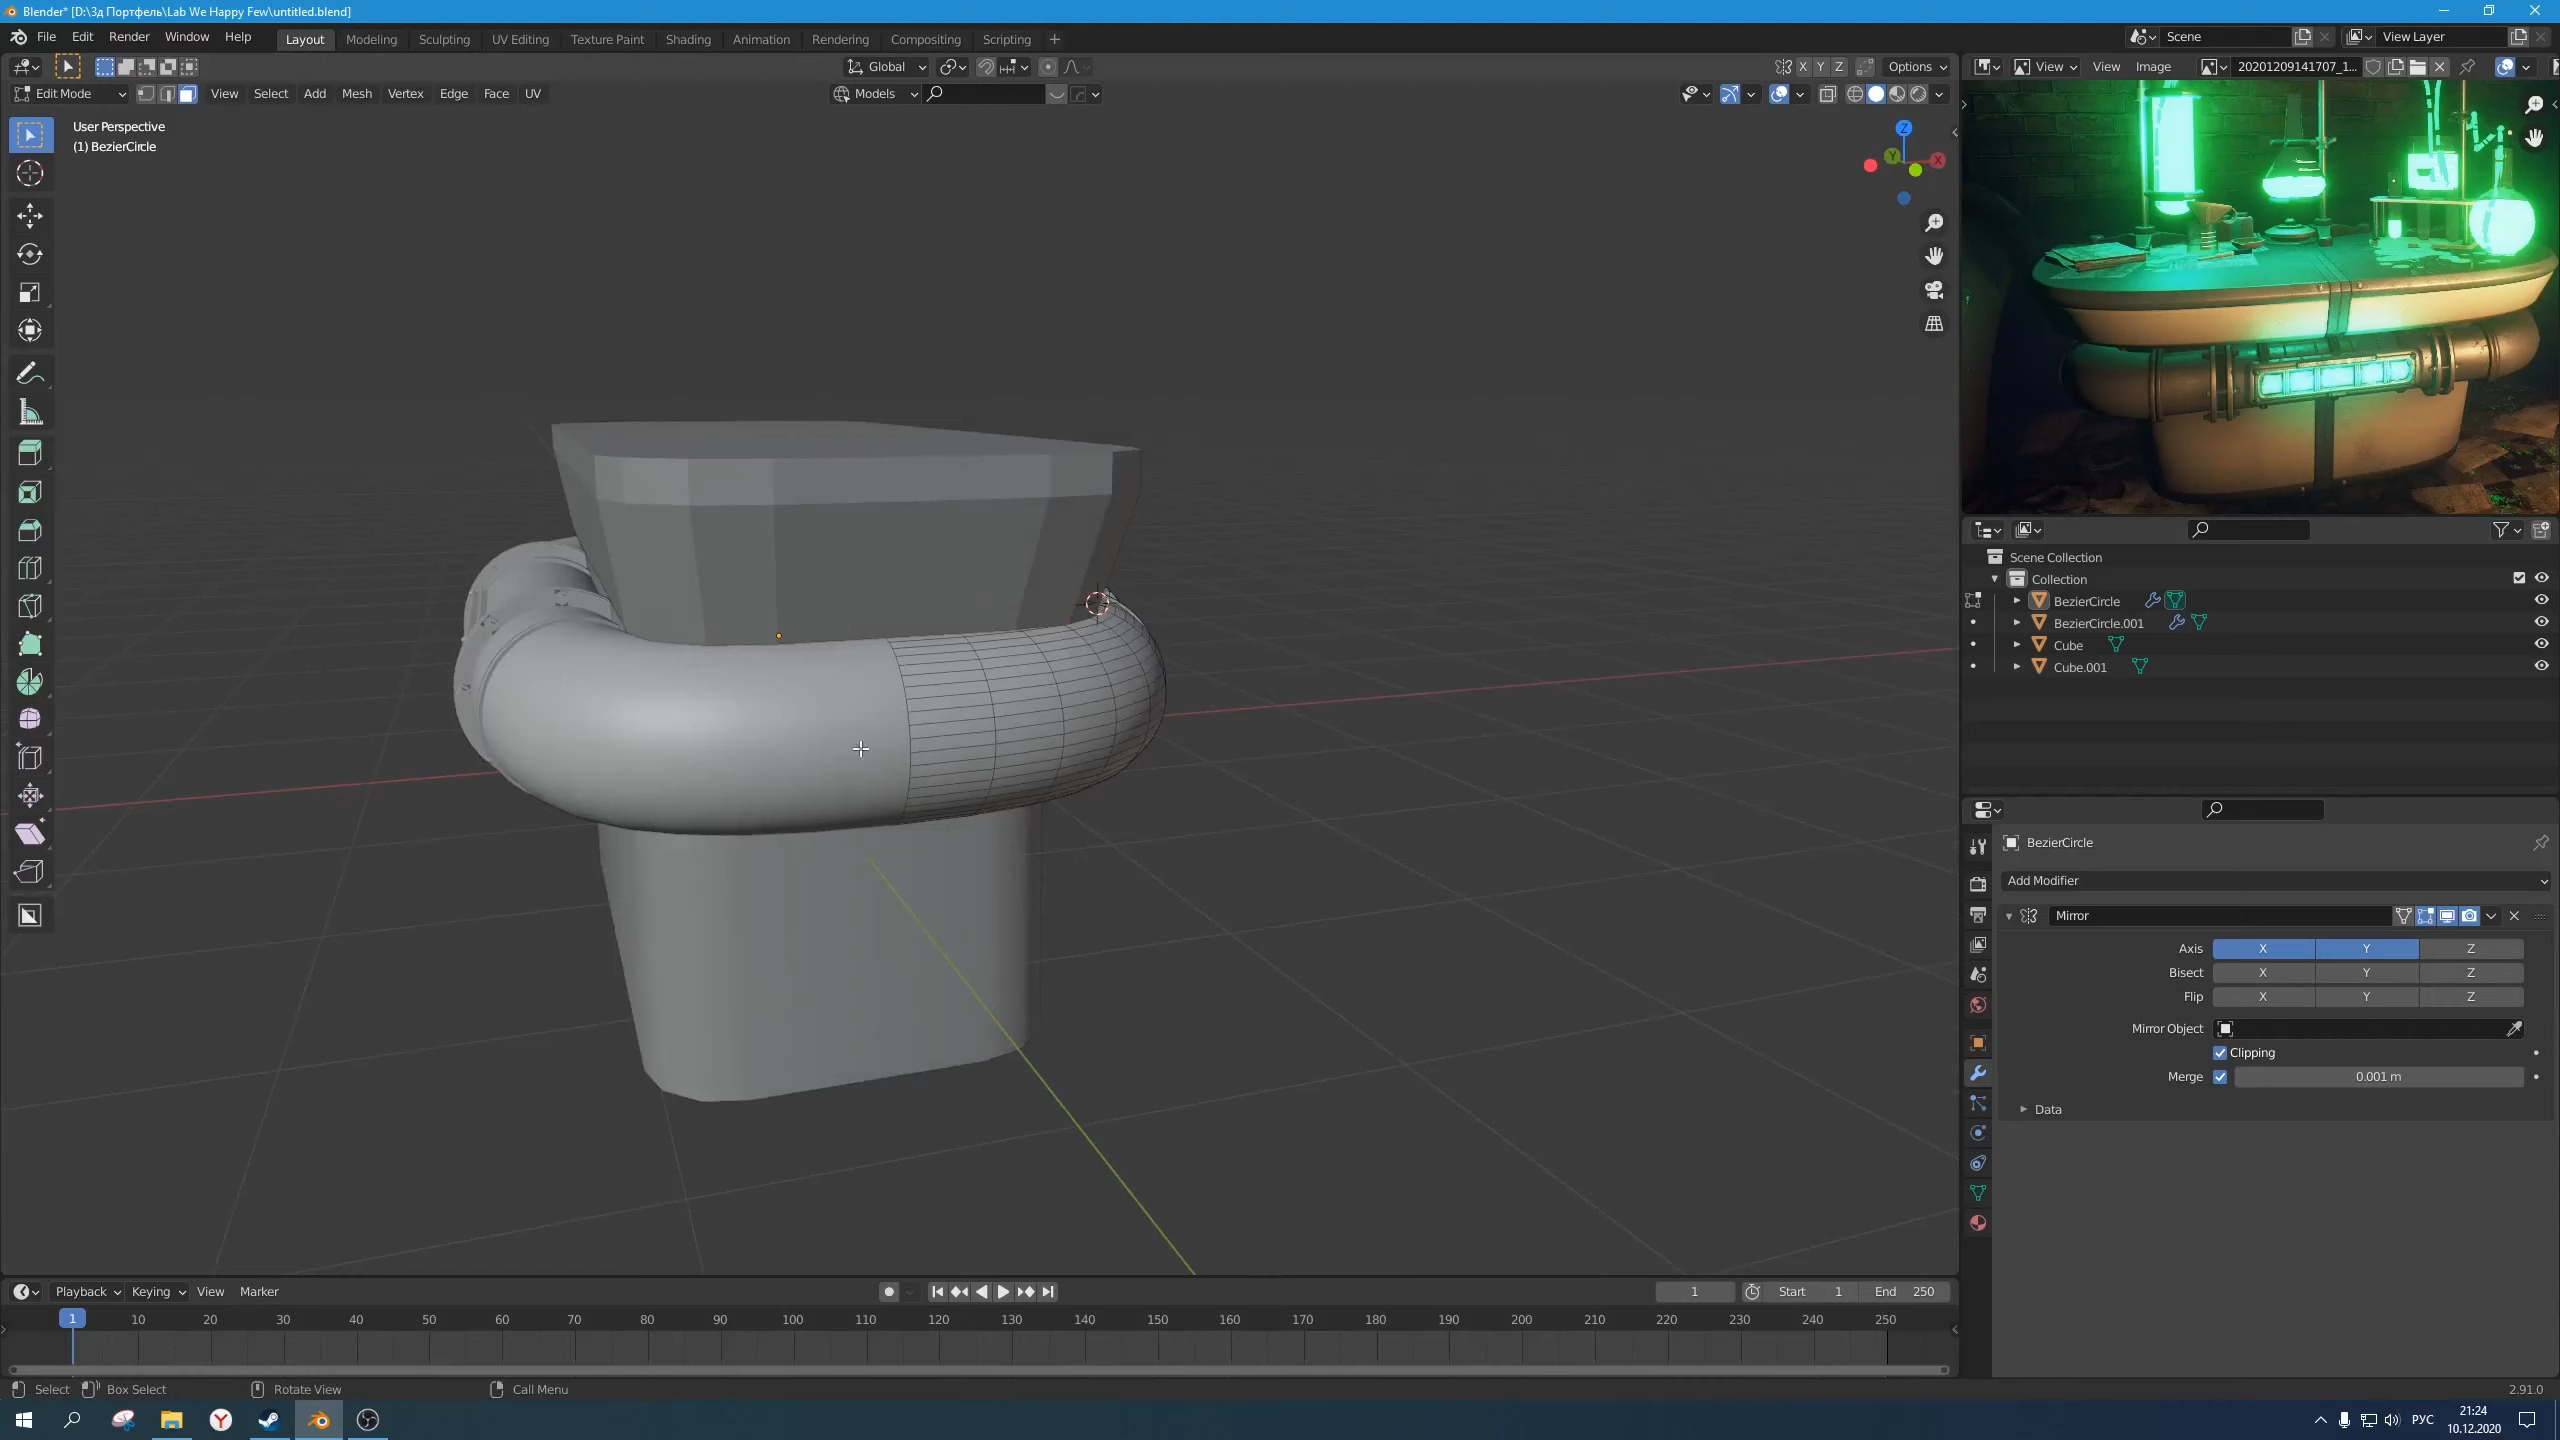 Blender* [D:\3д Портфель\Lab We Happy Few\untitled.blend]
File Edit Render Window Help
Layout Modeling Sculpting UV Editing Texture Paint Shading Animation Rendering Compositing Scripting +
Scene
View Layer
Global
X Y Z
Options
View
View Image
20201209141707_1...
Edit Mode
View Select Add Mesh Vertex Edge Face UV
Models
User Perspective
(1) BezierCircle
Z
Y
X
Scene Collection
Collection
BezierCircle
BezierCircle.001
Cube
Cube.001
BezierCircle
Add Modifier
Mirror
Axis X Y Z
Bisect X Y Z
Flip X Y Z
Mirror Object
Clipping
Merge 0.001 m
Data
Playback Keying View Marker
1
Start 1
End 250
1 10 20 30 40 50 60 70 80 90 100 110 120 130 140 150 160 170 180 190 200 210 220 230 240 250
Select Box Select Rotate View Call Menu
2.91.0
РУС
21:24
10.12.2020